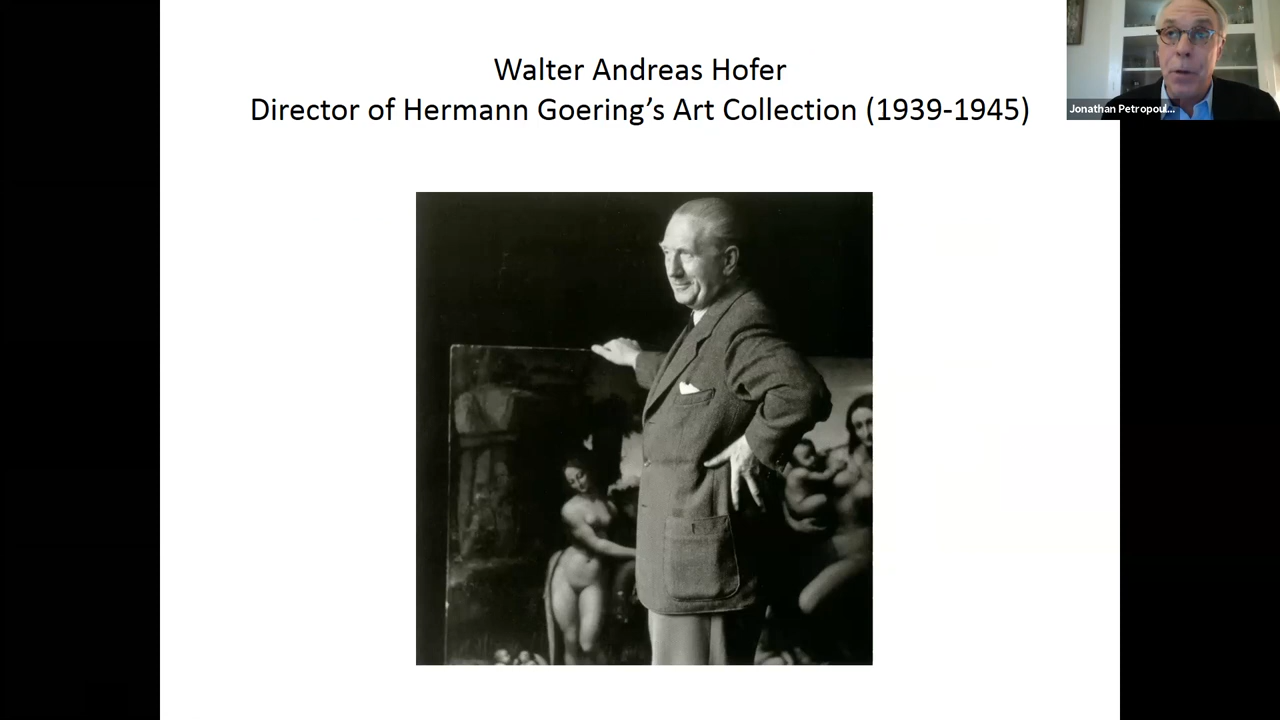 Walter Andreas Hofer
Director of Hermann Goering’s Art Collection (1939-1945)
Jonathan Petropoul...